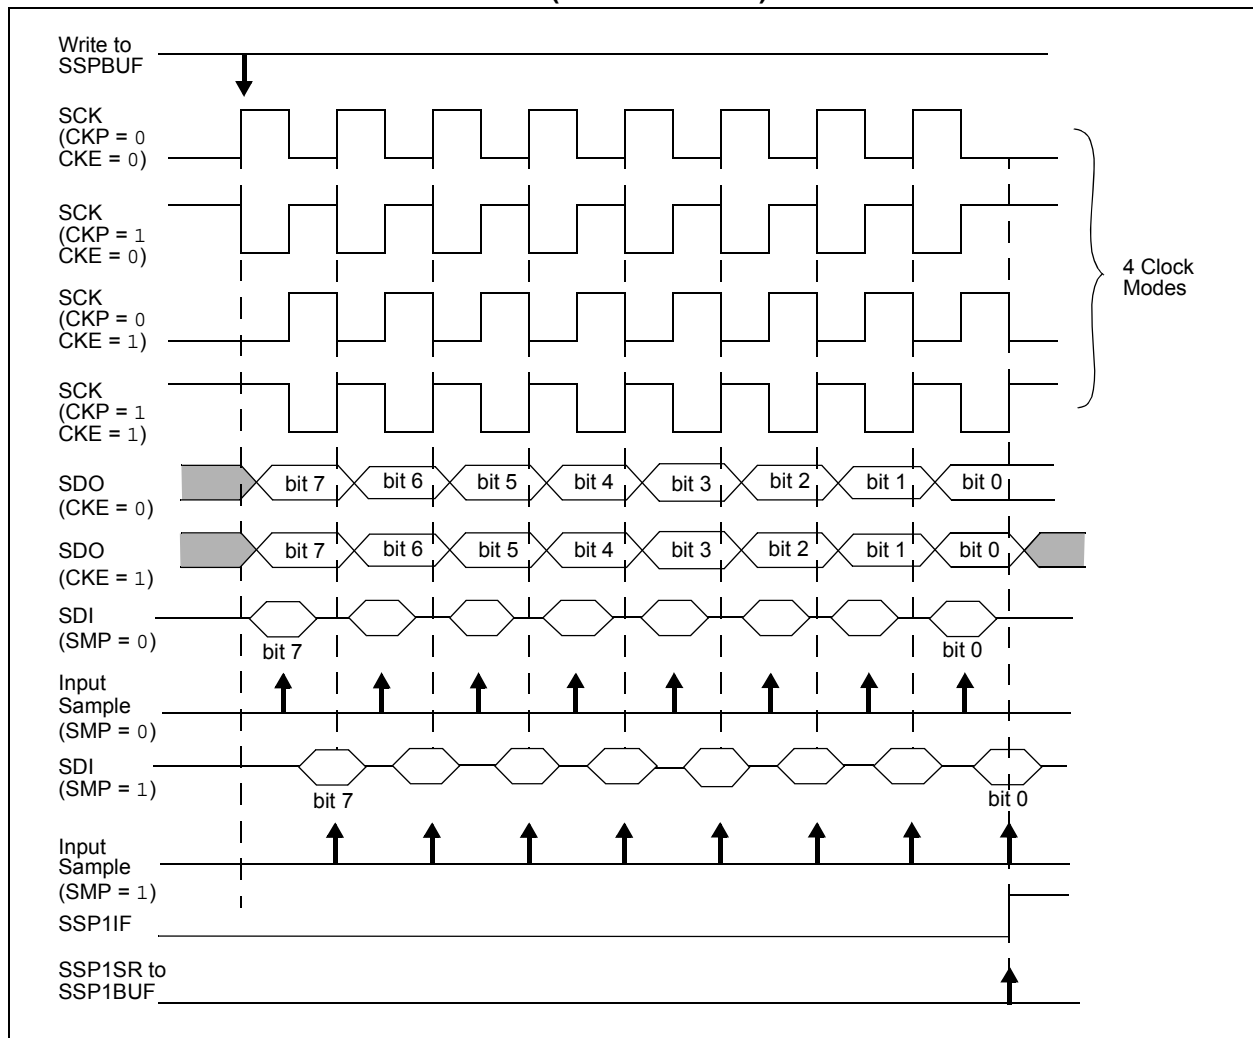 Write to
SSPBUF
SCK
(CKP = 0
CKE = 0)
SCK
(CKP = 1
CKE = 0)
SCK
(CKP = 0
CKE = 1)
SCK
(CKP = 1
CKE = 1)
4 Clock
Modes
SDO
(CKE = 0)
bit 7 bit 6 bit 5 bit 4 bit 3 bit 2 bit 1 bit 0
SDO
(CKE = 1)
bit 7 bit 6 bit 5 bit 4 bit 3 bit 2 bit 1 bit 0
SDI
(SMP = 0)
bit 7 bit 0
Input
Sample
(SMP = 0)
SDI
(SMP = 1)
bit 7 bit 0
Input
Sample
(SMP = 1)
SSP1IF
SSP1SR to
SSP1BUF